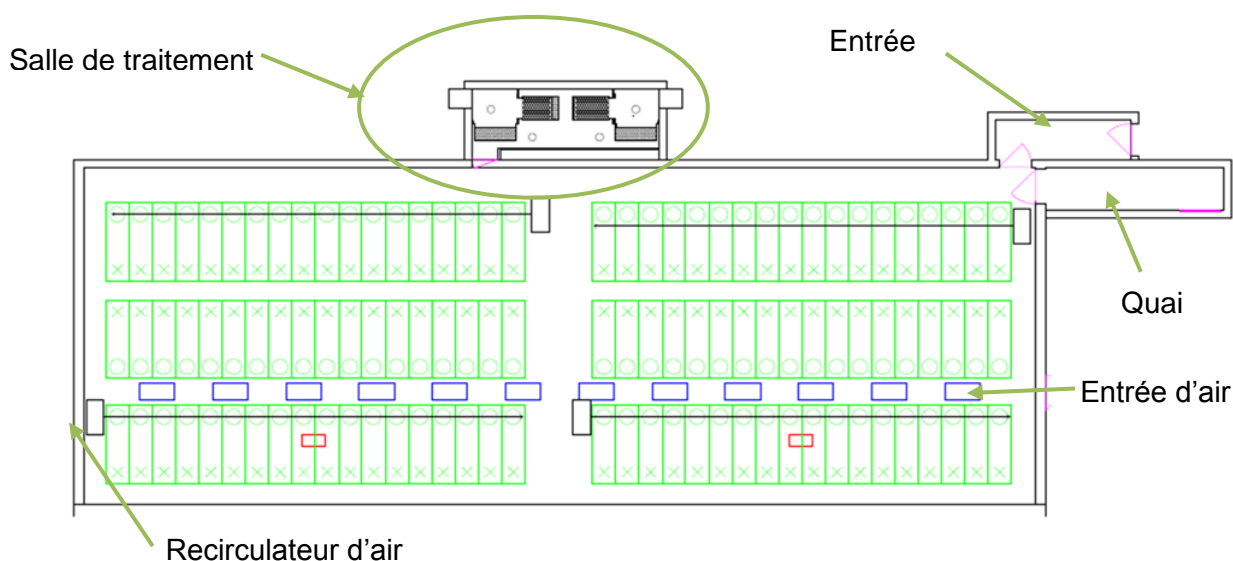 Entrée
Salle de traitement
Quai
Entrée d'air
Recirculateur d'air